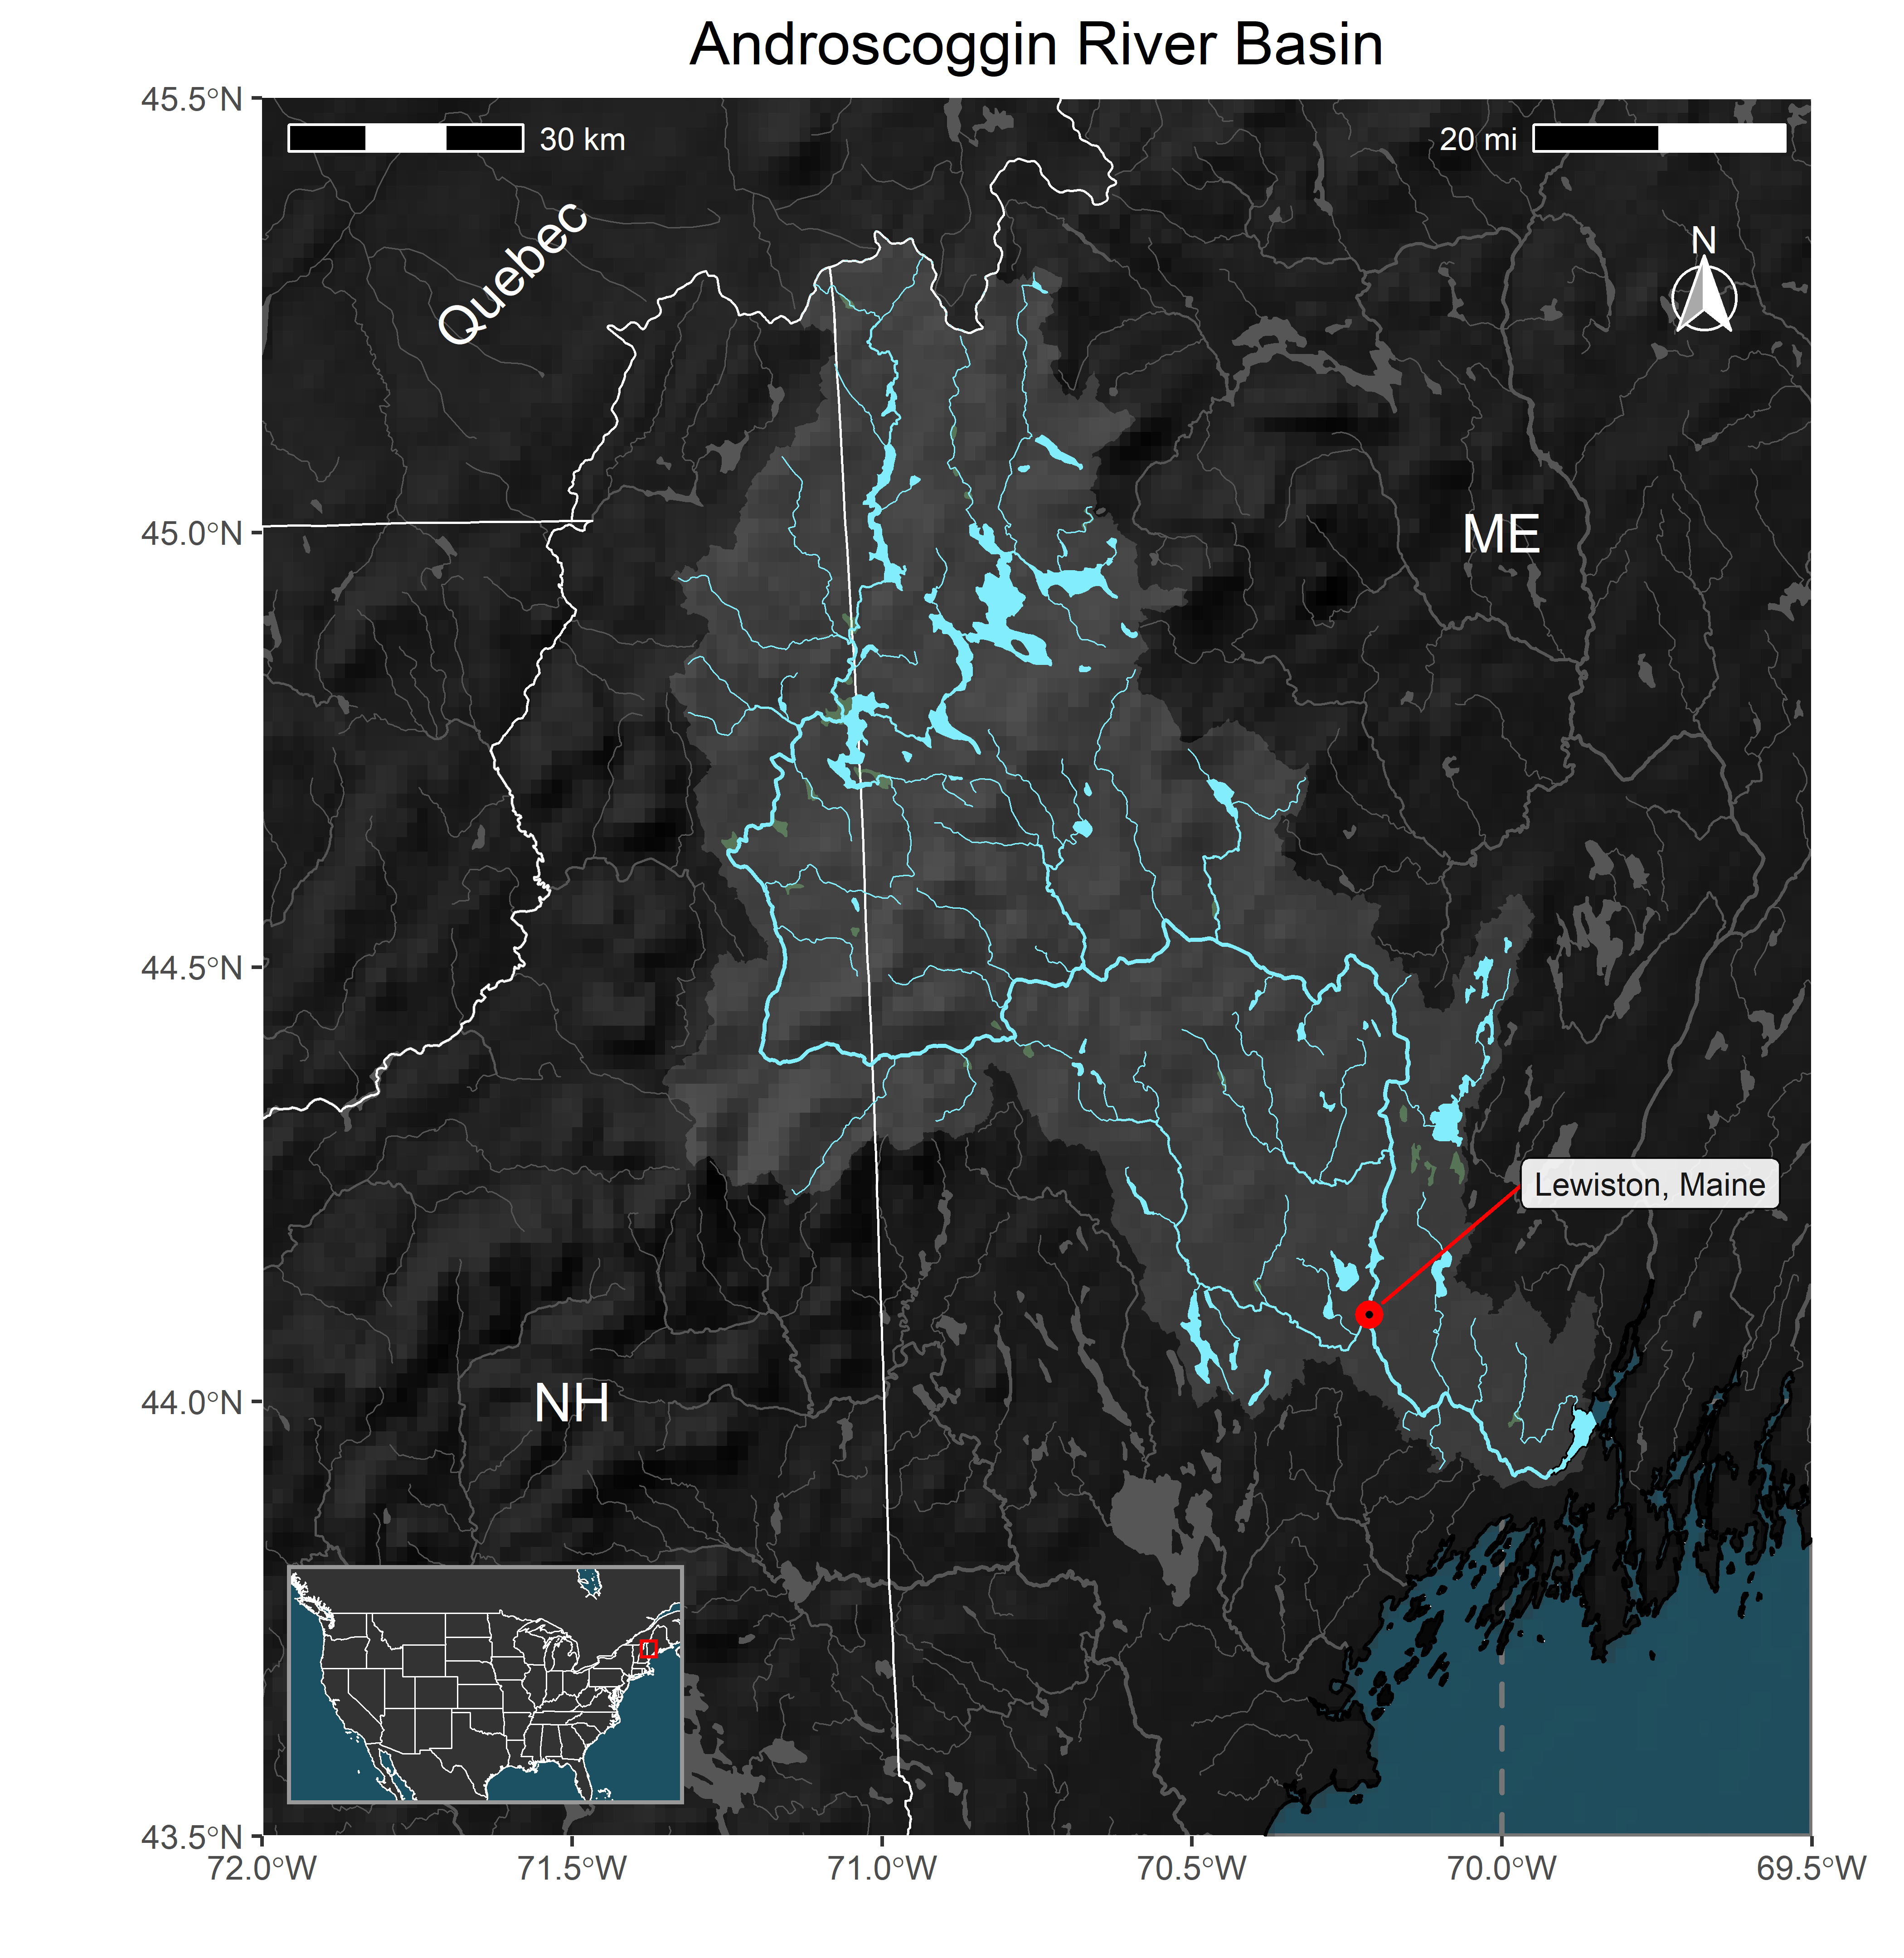 Androscoggin River Basin
45.5°N
45.0°N
44.5°N
44.0°N
43.5°N
30 km
20 mi
Quebec
N
ME
Lewiston, Maine
NH
72.0°W
71.5°W
71.0°W
70.5°W
70.0°W
69.5°W